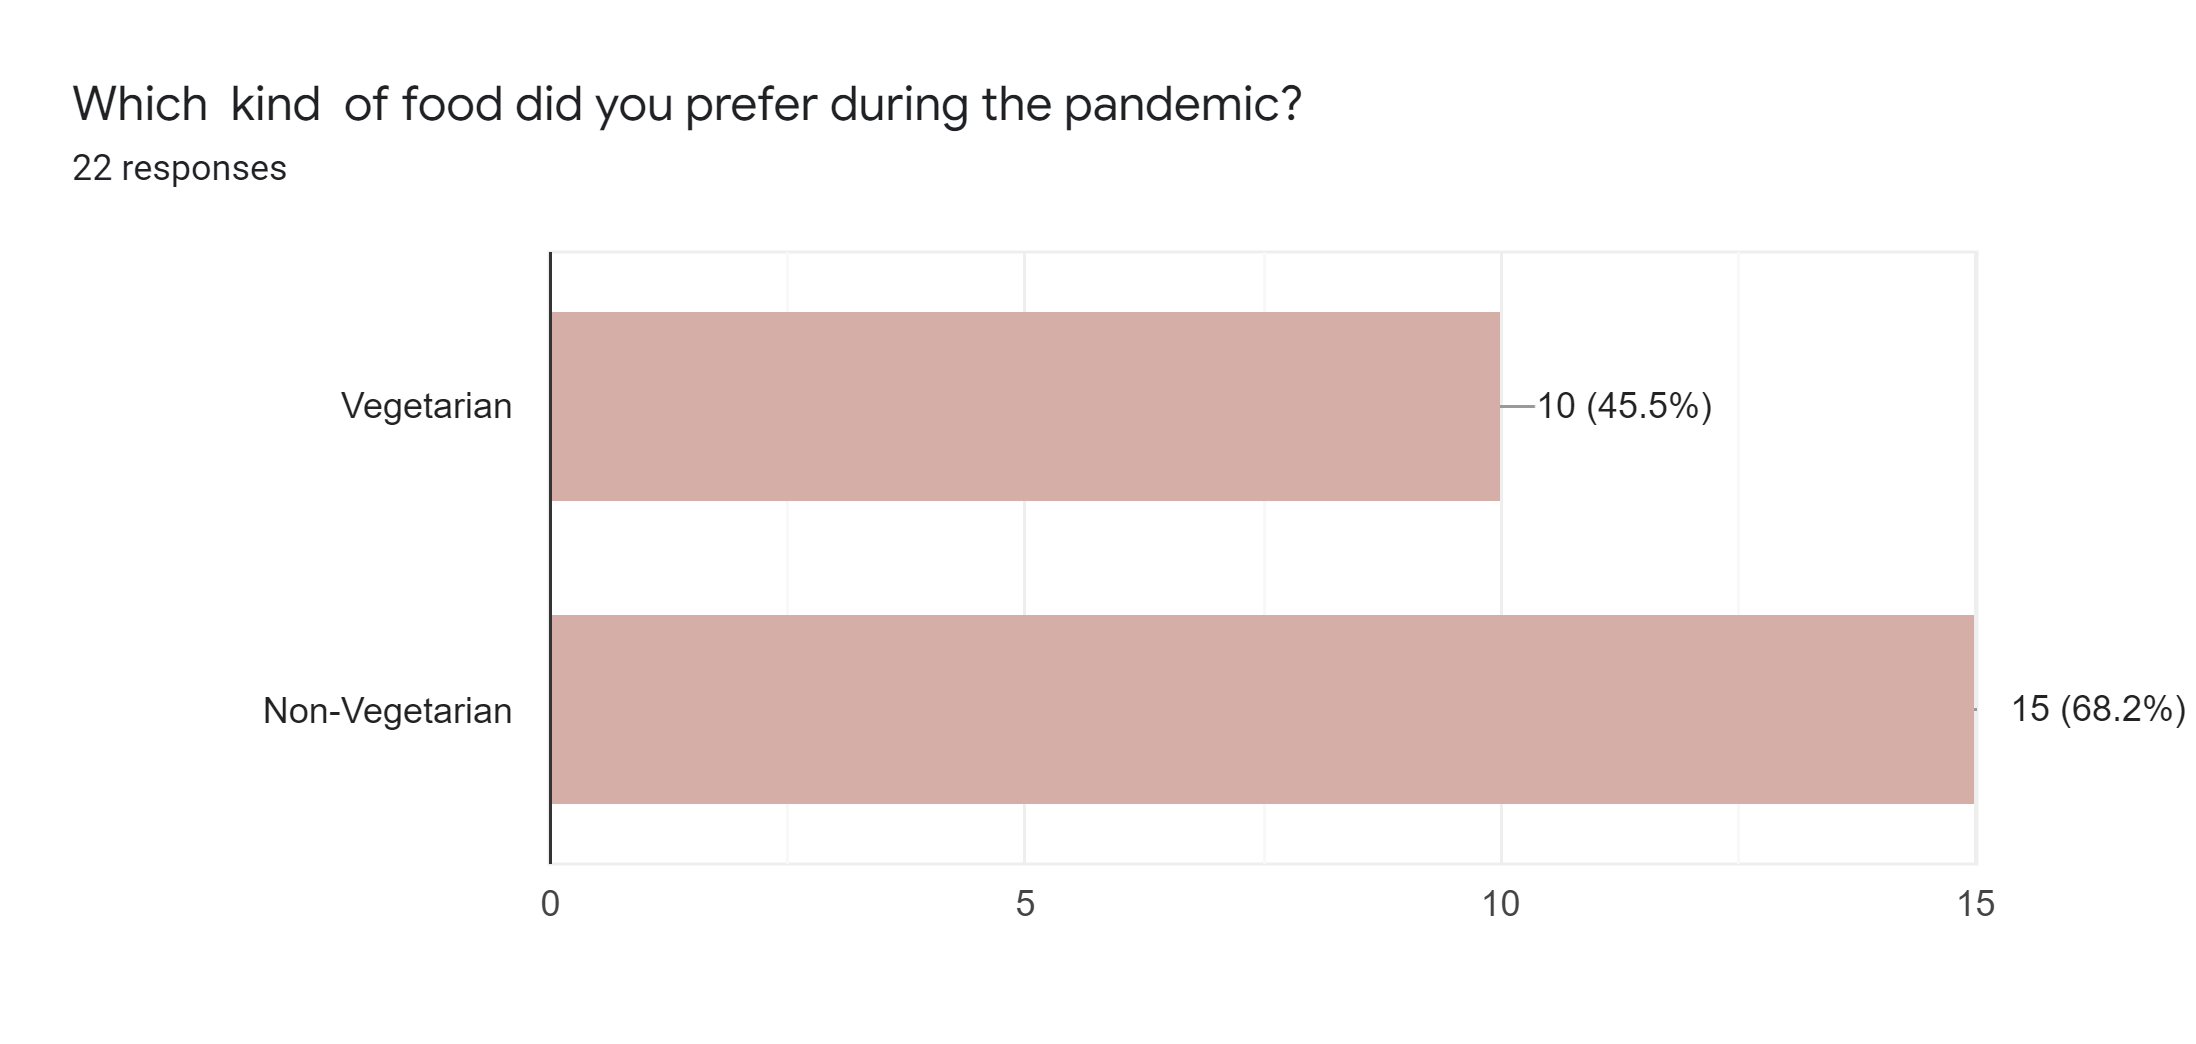 Which  kind  of food did you prefer during the pandemic?
22 responses
Vegetarian
10 (45.5%)
Non-Vegetarian
15 (68.2%)
0 5 10 15